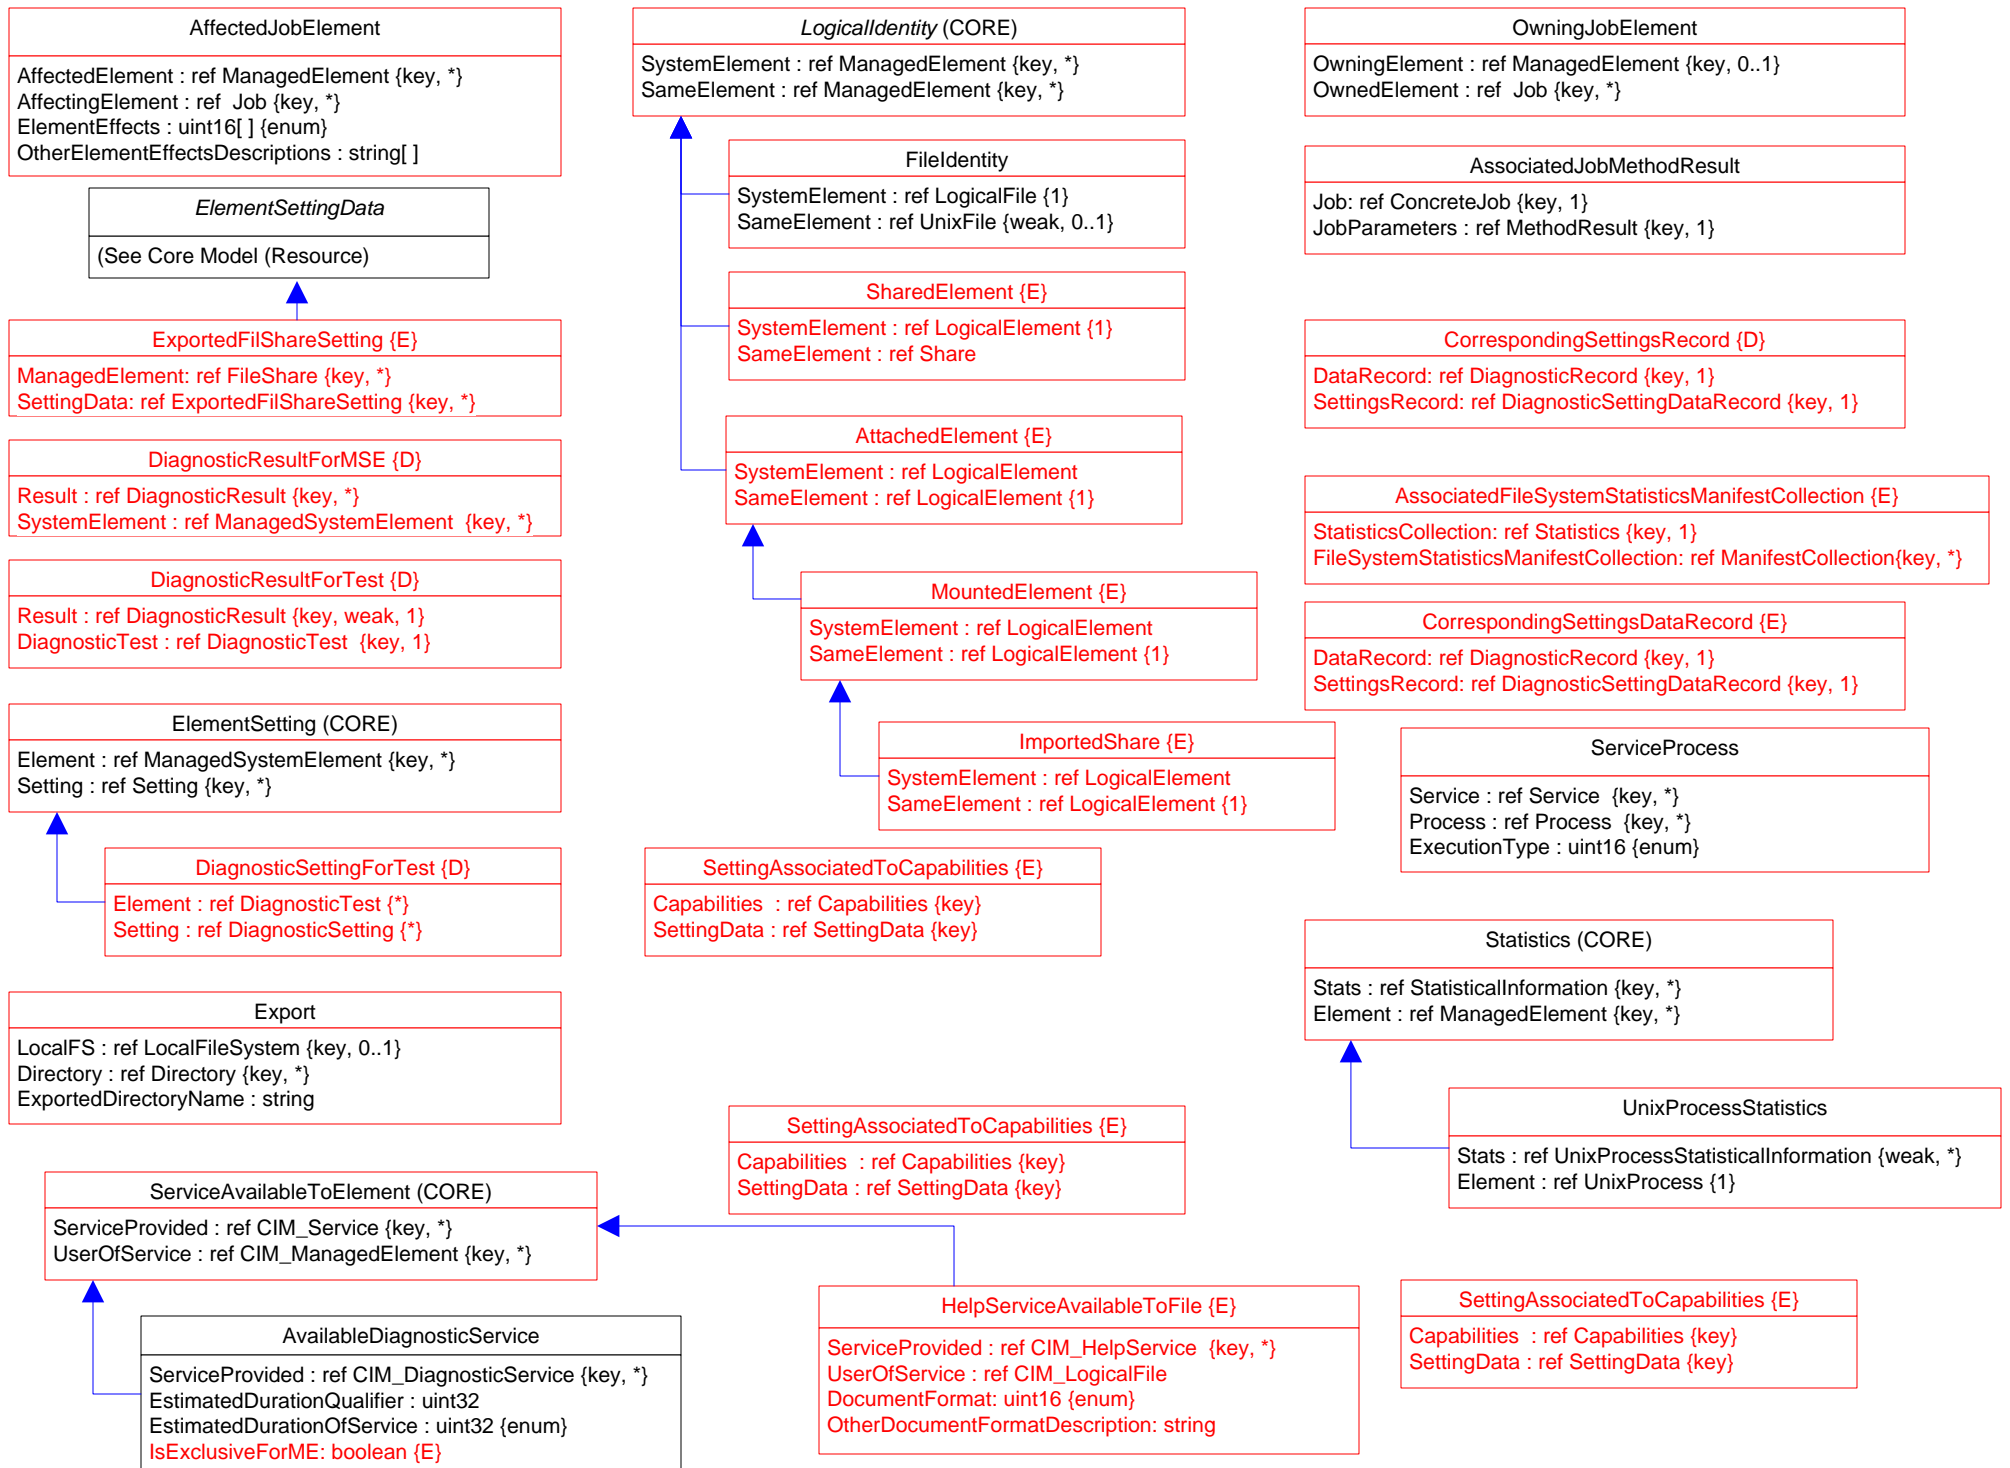 AffectedJobElement
AffectedElement : ref ManagedElement {key, *}
AffectingElement : ref  Job {key, *}
ElementEffects : uint16[ ] {enum}
OtherElementEffectsDescriptions : string[ ]
ElementSettingData
(See Core Model (Resource)
ExportedFilShareSetting {E}
ManagedElement: ref FileShare {key, *}
SettingData: ref ExportedFilShareSetting {key, *}
DiagnosticResultForMSE {D}
Result : ref DiagnosticResult {key, *}
SystemElement : ref ManagedSystemElement  {key, *}
DiagnosticResultForTest {D}
Result : ref DiagnosticResult {key, weak, 1}
DiagnosticTest : ref DiagnosticTest  {key, 1}
ElementSetting (CORE)
Element : ref ManagedSystemElement {key, *}
Setting : ref Setting {key, *}
DiagnosticSettingForTest {D}
Element : ref DiagnosticTest {*}
Setting : ref DiagnosticSetting {*}
Export
LocalFS : ref LocalFileSystem {key, 0..1}
Directory : ref Directory {key, *}
ExportedDirectoryName : string
ServiceAvailableToElement (CORE)
ServiceProvided : ref CIM_Service {key, *}
UserOfService : ref CIM_ManagedElement {key, *}
AvailableDiagnosticService
ServiceProvided : ref CIM_DiagnosticService {key, *}
EstimatedDurationQualifier : uint32
EstimatedDurationOfService : uint32 {enum}
IsExclusiveForME: boolean {E}
LogicalIdentity (CORE)
SystemElement : ref ManagedElement {key, *}
SameElement : ref ManagedElement {key, *}
FileIdentity
SystemElement : ref LogicalFile {1}
SameElement : ref UnixFile {weak, 0..1}
SharedElement {E}
SystemElement : ref LogicalElement {1}
SameElement : ref Share
AttachedElement {E}
SystemElement : ref LogicalElement
SameElement : ref LogicalElement {1}
MountedElement {E}
SystemElement : ref LogicalElement
SameElement : ref LogicalElement {1}
ImportedShare {E}
SystemElement : ref LogicalElement
SameElement : ref LogicalElement {1}
SettingAssociatedToCapabilities {E}
Capabilities  : ref Capabilities {key}
SettingData : ref SettingData {key}
SettingAssociatedToCapabilities {E}
Capabilities  : ref Capabilities {key}
SettingData : ref SettingData {key}
HelpServiceAvailableToFile {E}
ServiceProvided : ref CIM_HelpService  {key, *}
UserOfService : ref CIM_LogicalFile
DocumentFormat: uint16 {enum}
OtherDocumentFormatDescription: string
OwningJobElement
OwningElement : ref ManagedElement {key, 0..1}
OwnedElement : ref  Job {key, *}
AssociatedJobMethodResult
Job: ref ConcreteJob {key, 1}
JobParameters : ref MethodResult {key, 1}
CorrespondingSettingsRecord {D}
DataRecord: ref DiagnosticRecord {key, 1}
SettingsRecord: ref DiagnosticSettingDataRecord {key, 1}
AssociatedFileSystemStatisticsManifestCollection {E}
StatisticsCollection: ref Statistics {key, 1}
FileSystemStatisticsManifestCollection: ref ManifestCollection{key, *}
CorrespondingSettingsDataRecord {E}
DataRecord: ref DiagnosticRecord {key, 1}
SettingsRecord: ref DiagnosticSettingDataRecord {key, 1}
ServiceProcess
Service : ref Service  {key, *}
Process : ref Process  {key, *}
ExecutionType : uint16 {enum}
Statistics (CORE)
Stats : ref StatisticalInformation {key, *}
Element : ref ManagedElement {key, *}
UnixProcessStatistics
Stats : ref UnixProcessStatisticalInformation {weak, *}
Element : ref UnixProcess {1}
SettingAssociatedToCapabilities {E}
Capabilities  : ref Capabilities {key}
SettingData : ref SettingData {key}